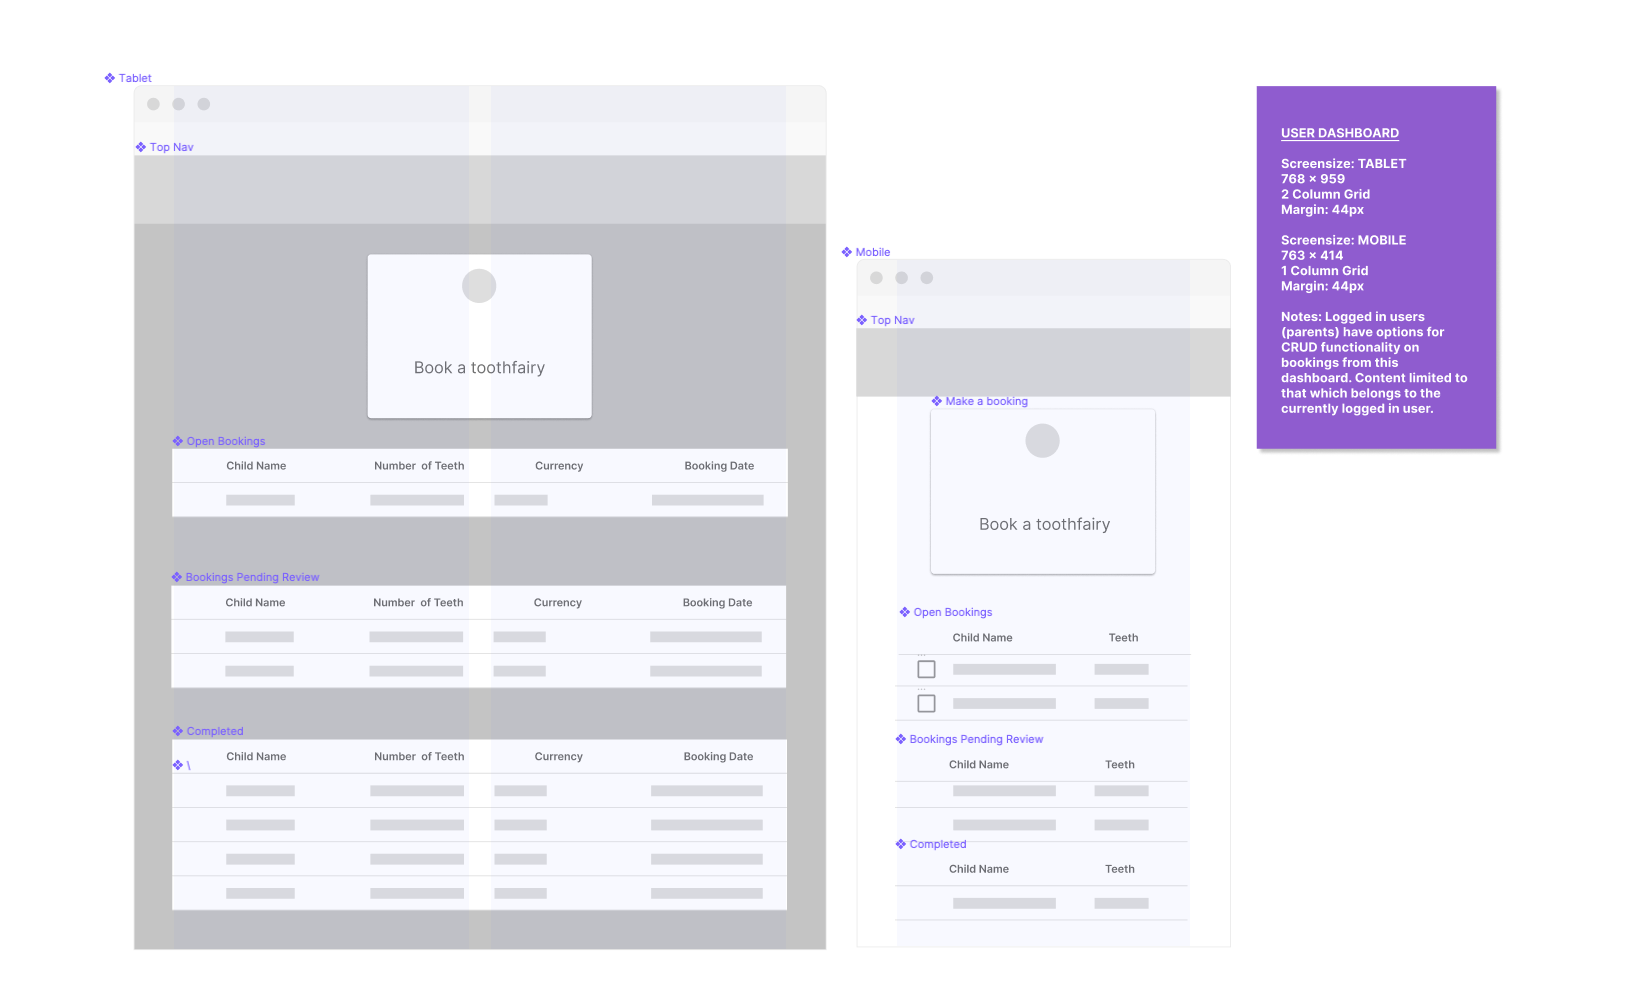 Tablet
Top Nav
Book a toothfairy
Open Bookings
Child Name Number of Teeth Currency Booking Date
Bookings Pending Review
Child Name Number of Teeth Currency Booking Date
Completed
Child Name Number of Teeth Currency Booking Date
\
Mobile
Top Nav
Make a booking
Book a toothfairy
Open Bookings
Child Name Teeth
...
...
Bookings Pending Review
Child Name Teeth
Completed
Child Name Teeth
USER DASHBOARD
Screensize: TABLET
768 × 959
2 Column Grid
Margin: 44px
Screensize: MOBILE
763 × 414
1 Column Grid
Margin: 44px
Notes: Logged in users
(parents) have options for
CRUD functionality on
bookings from this
dashboard. Content limited to
that which belongs to the
currently logged in user.